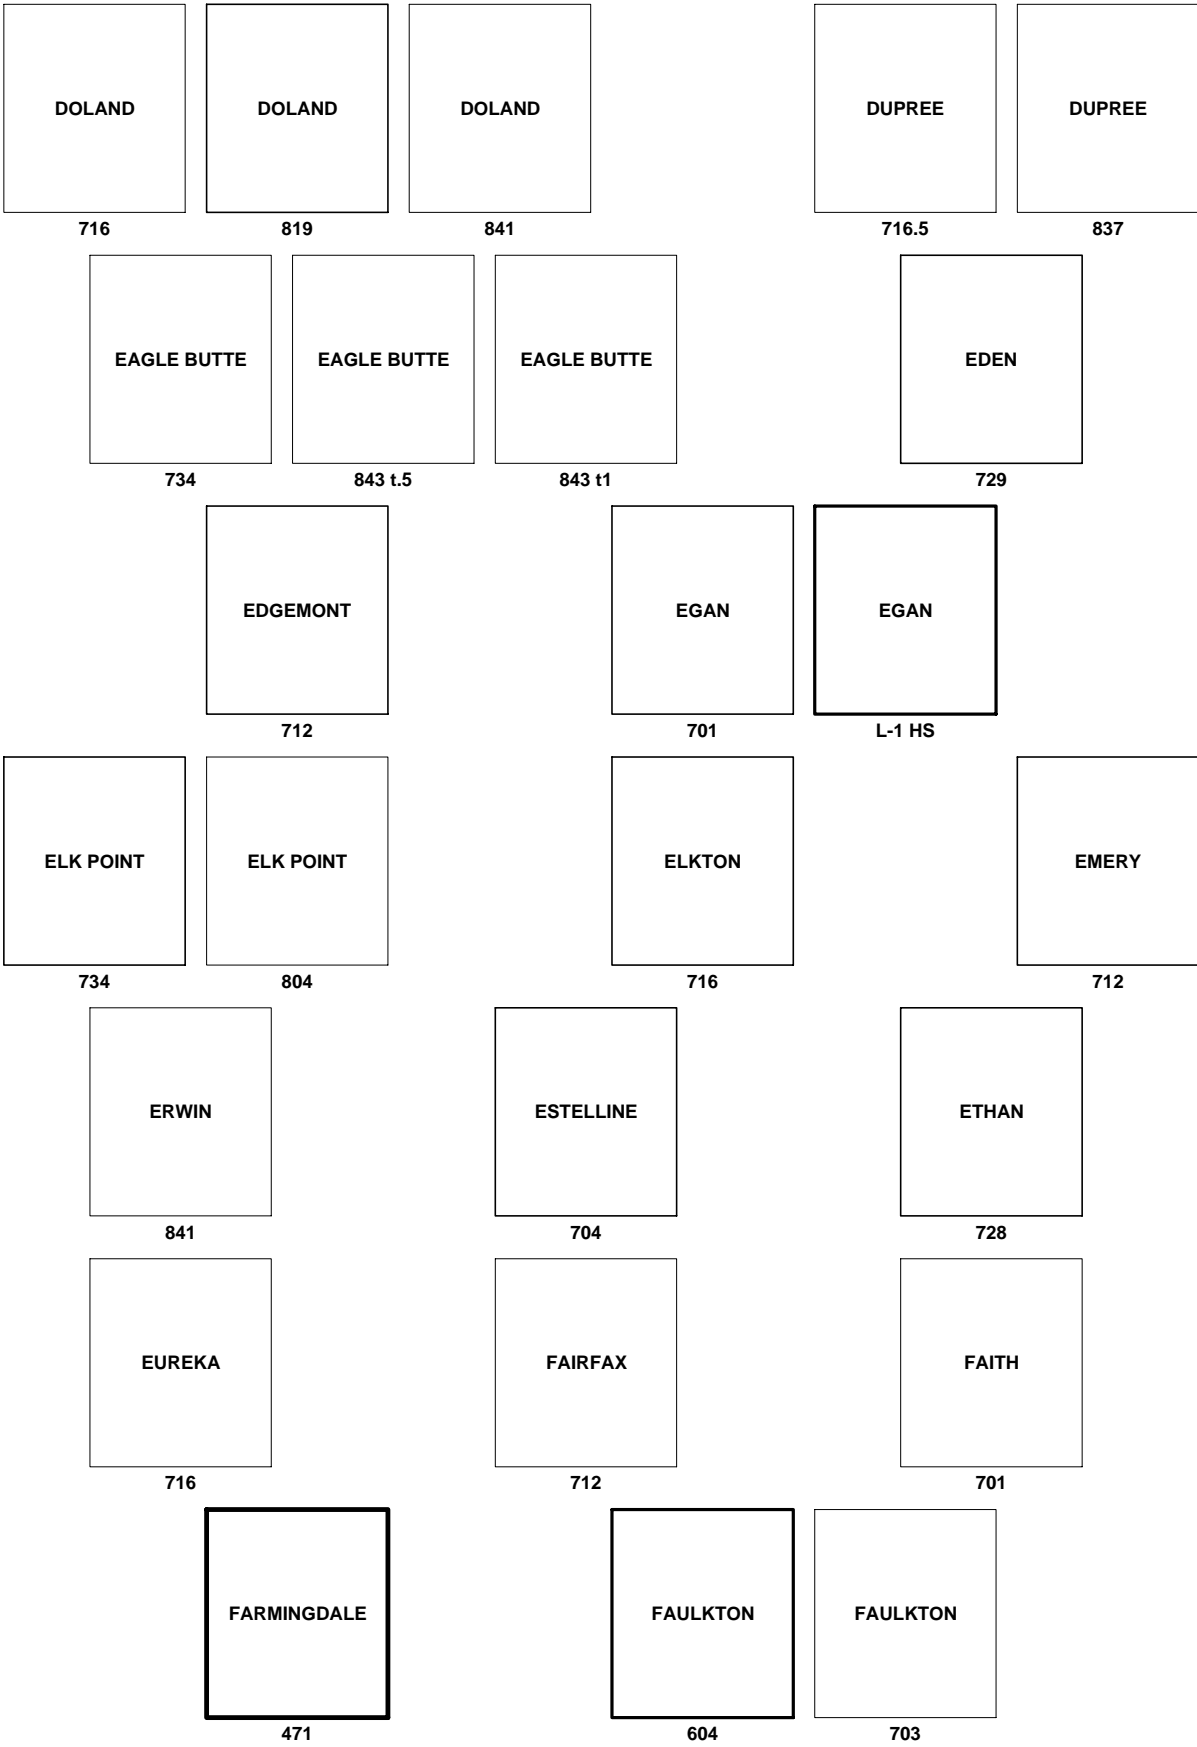 DOLAND DOLAND DOLAND DUPREE DUPREE
716 819 841 716.5 837
EAGLE BUTTE EAGLE BUTTE EAGLE BUTTE EDEN
734 843 t.5 843 t1 729
EDGEMONT EGAN EGAN
712 701 L-1 HS
ELK POINT ELK POINT ELKTON EMERY
734 804 716 712
ERWIN ESTELLINE ETHAN
841 704 728
EUREKA FAIRFAX FAITH
716 712 701
FARMINGDALE FAULKTON FAULKTON
471 604 703